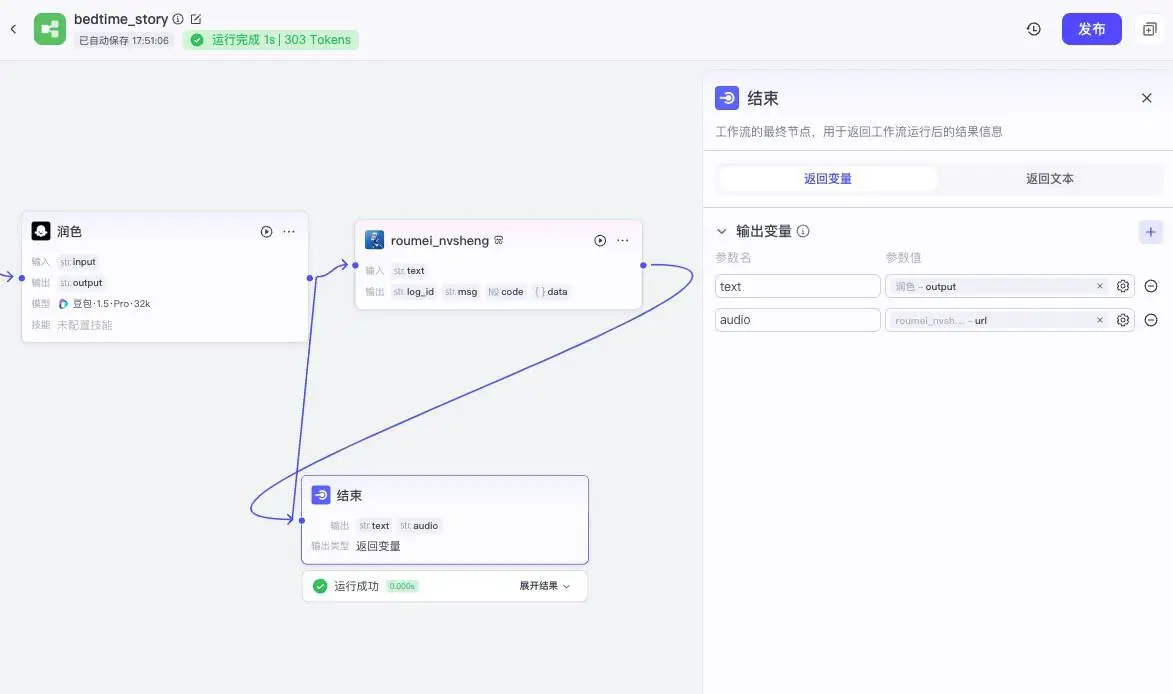 bedtime_story
已自动保存 17:51:06
运行完成 1s | 303 Tokens
发布
润色
输入 str. input
输出 str. output
模型 豆包·1.5·Pro·32k
技能 未配置技能
roumei_nvsheng
输入 str. text
输出 str. log_id str. msg № code {} data
结束
输出 str. text str. audio
输出类型 返回变量
运行成功 0.000s 展开结果
结束
工作流的最终节点，用于返回工作流运行后的结果信息
返回变量 返回文本
输出变量
参数名 参数值
text 润色 – output
audio roumei_nvsh... – url